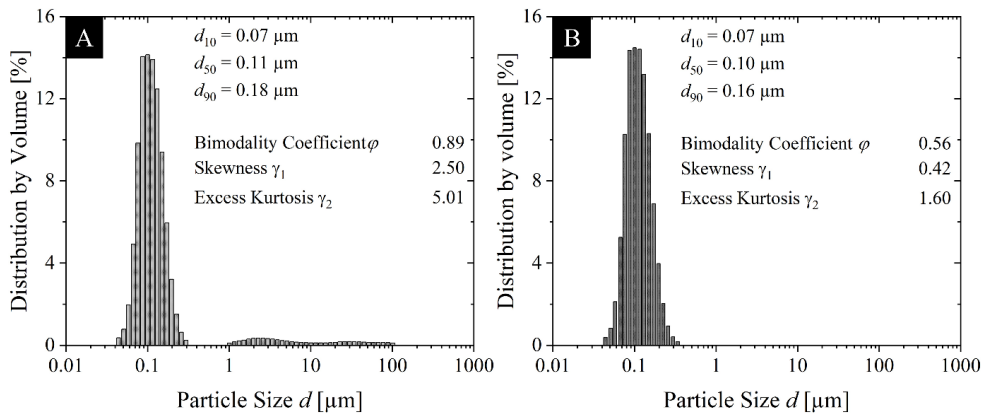 A
d10 = 0.07 µm
d50 = 0.11 µm
d90 = 0.18 µm
Bimodality Coefficientφ 0.89
Skewness γ1 2.50
Excess Kurtosis γ2 5.01
Distribution by Volume [%]
16
12
8
4
0
0.01 0.1 1 10 100 1000
Particle Size d [µm]
B
d10 = 0.07 µm
d50 = 0.10 µm
d90 = 0.16 µm
Bimodality Coefficient φ 0.56
Skewness γ1 0.42
Excess Kurtosis γ2 1.60
Distribution by volume [%]
16
12
8
4
0
0.01 0.1 1 10 100 1000
Particle Size d [µm]